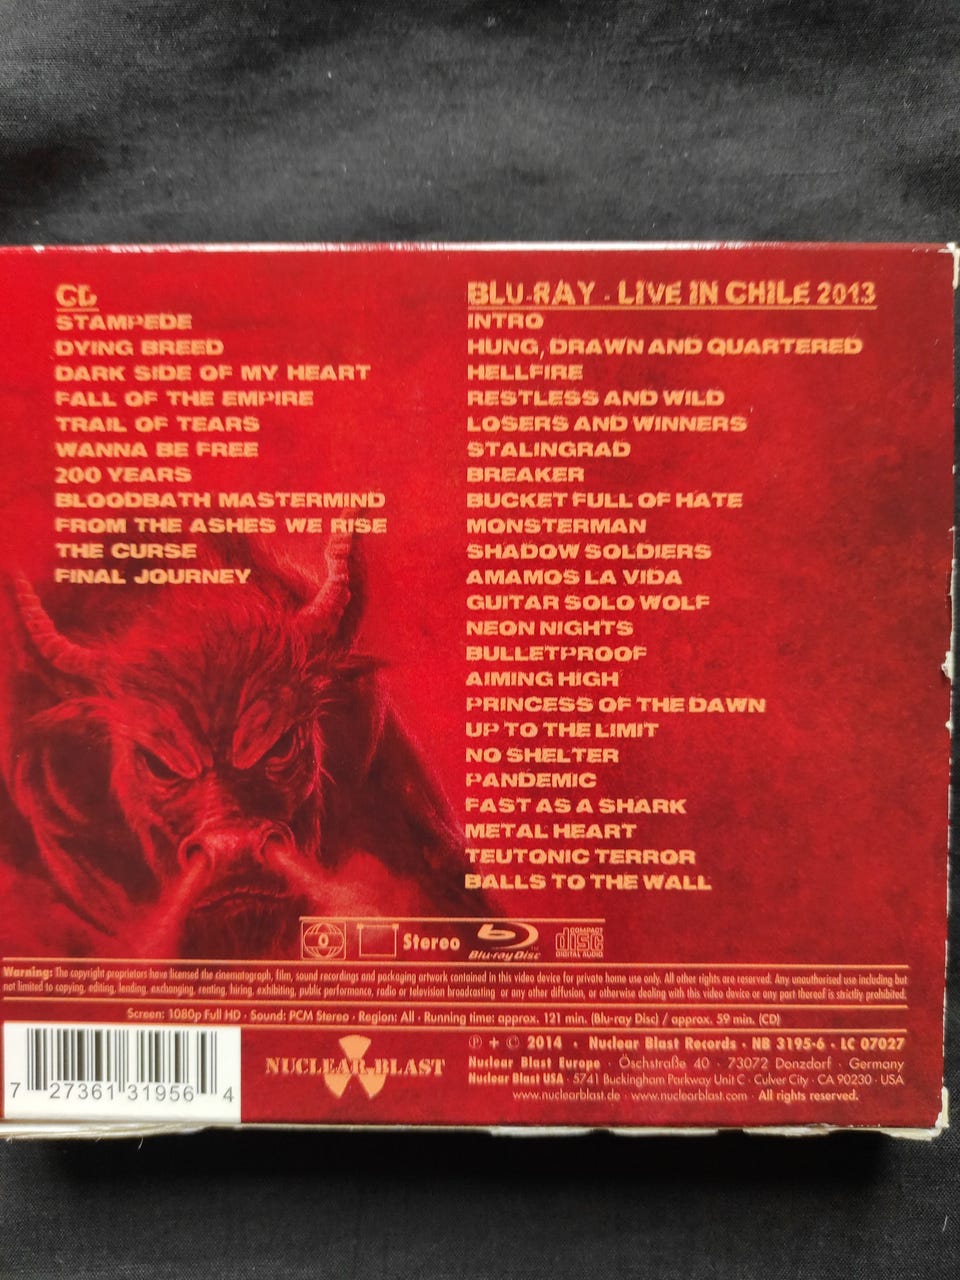 CD
STAMPEDE
DYING BREED
DARK SIDE OF MY HEART
FALL OF THE EMPIRE
TRAIL OF TEARS
WANNA BE FREE
200 YEARS
BLOODBATH MASTERMIND
FROM THE ASHES WE RISE
THE CURSE
FINAL JOURNEY
BLU-RAY - LIVE IN CHILE 2013
INTRO
HUNG, DRAWN AND QUARTERED
HELLFIRE
RESTLESS AND WILD
LOSERS AND WINNERS
STALINGRAD
BREAKER
BUCKET FULL OF HATE
MONSTERMAN
SHADOW SOLDIERS
AMAMOS LA VIDA
GUITAR SOLO WOLF
NEON NIGHTS
BULLETPROOF
AIMING HIGH
PRINCESS OF THE DAWN
UP TO THE LIMIT
NO SHELTER
PANDEMIC
FAST AS A SHARK
METAL HEART
TEUTONIC TERROR
BALLS TO THE WALL
0
Stereo
Blu-ray Disc
COMPACT
disc
DIGITAL AUDIO
Warning: The copyright proprietors have licensed the cinematograph, film, sound recordings and packaging artwork contained in this video device for private home use only. All other rights are reserved. Any unauthorised use including but
not limited to copying, editing, lending, exchanging, renting, hiring, exhibiting, public performance, radio or television broadcasting or any other diffusion, or otherwise dealing with this video device or any part thereof is strictly prohibited.
Screen: 1080p Full HD · Sound: PCM Stereo · Region: All · Running time: approx. 121 min. (Blu-ray Disc) / approx. 59 min. (CD)
7 27361 31956 4
NUCLEAR BLAST
℗ + © 2014 · Nuclear Blast Records · NB 3195-6 · LC 07027
Nuclear Blast Europe · Öschstraße 40 · 73072 Donzdorf · Germany
Nuclear Blast USA · 5741 Buckingham Parkway Unit C · Culver City · CA 90230 · USA
www.nuclearblast.de · www.nuclearblast.com · All rights reserved.